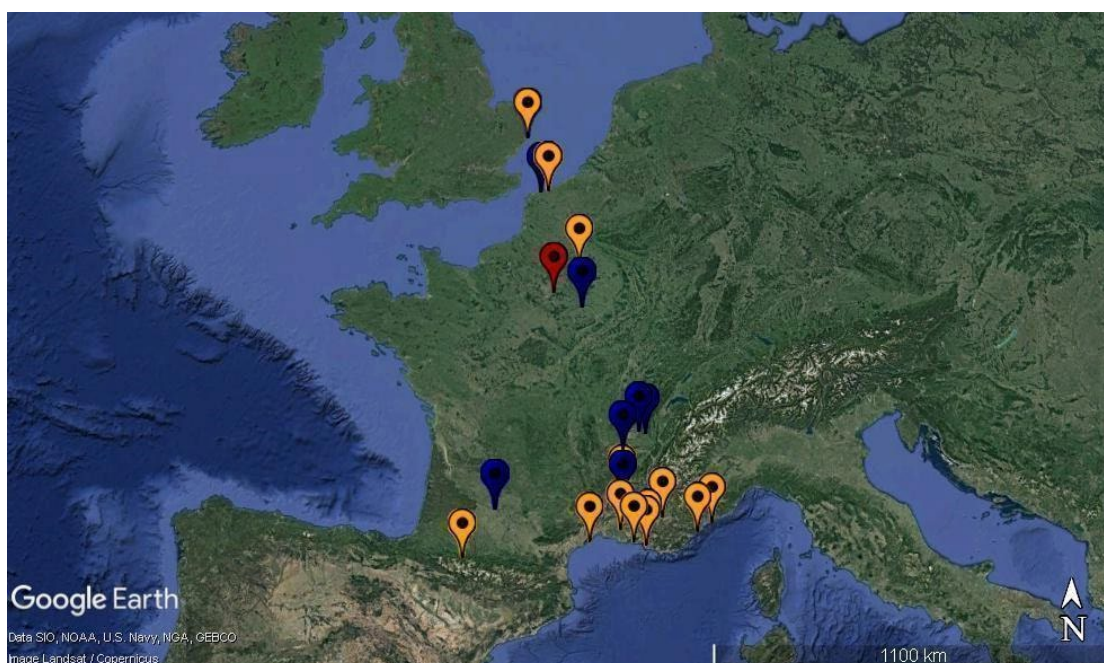 Google Earth
Data SIO, NOAA, U.S. Navy, NGA, GEBCO
Image Landsat / Copernicus
N
1100 km